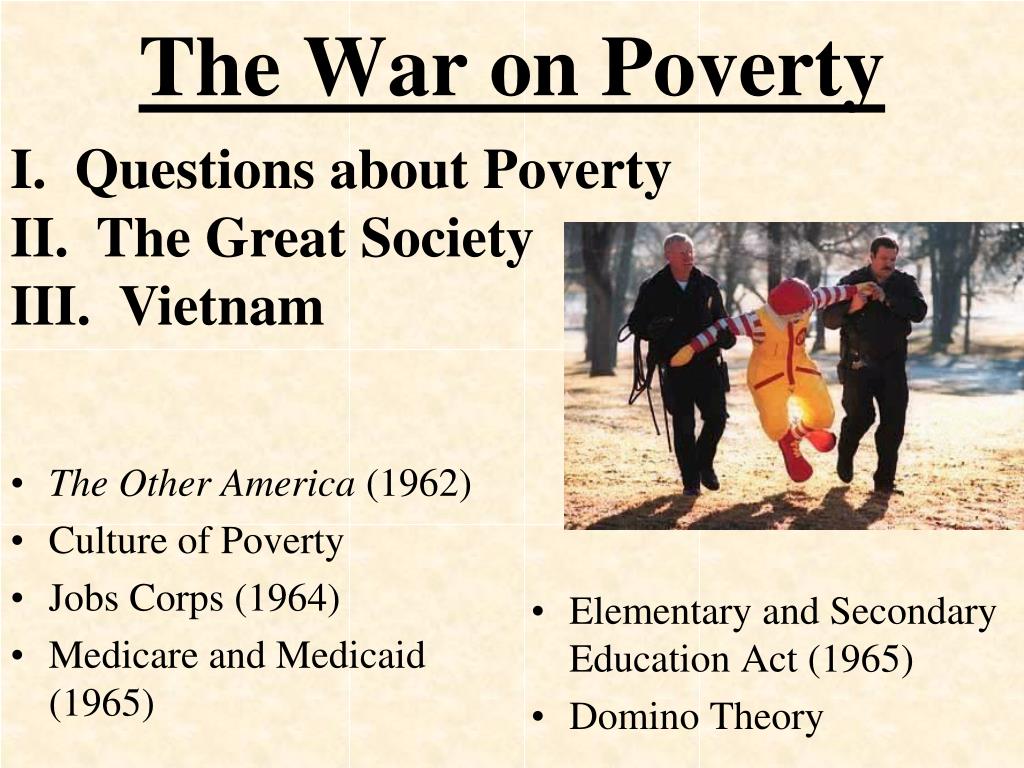 The War on Poverty
I. Questions about Poverty
II. The Great Society
III. Vietnam
• The Other America (1962)
• Culture of Poverty
• Jobs Corps (1964)
• Medicare and Medicaid
(1965)
• Elementary and Secondary
Education Act (1965)
• Domino Theory